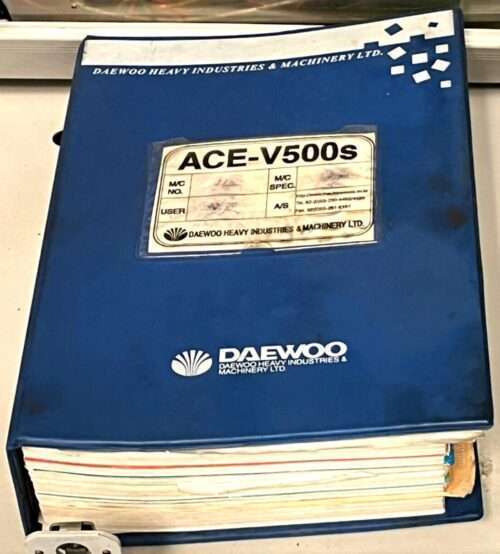 DAEWOO HEAVY INDUSTRIES & MACHINERY LTD.
ACE-V500s
M/C NO.
M/C SPEC.
USER
A/S
DAEWOO HEAVY INDUSTRIES & MACHINERY LTD.
DAEWOO
DAEWOO HEAVY INDUSTRIES &
MACHINERY LTD.